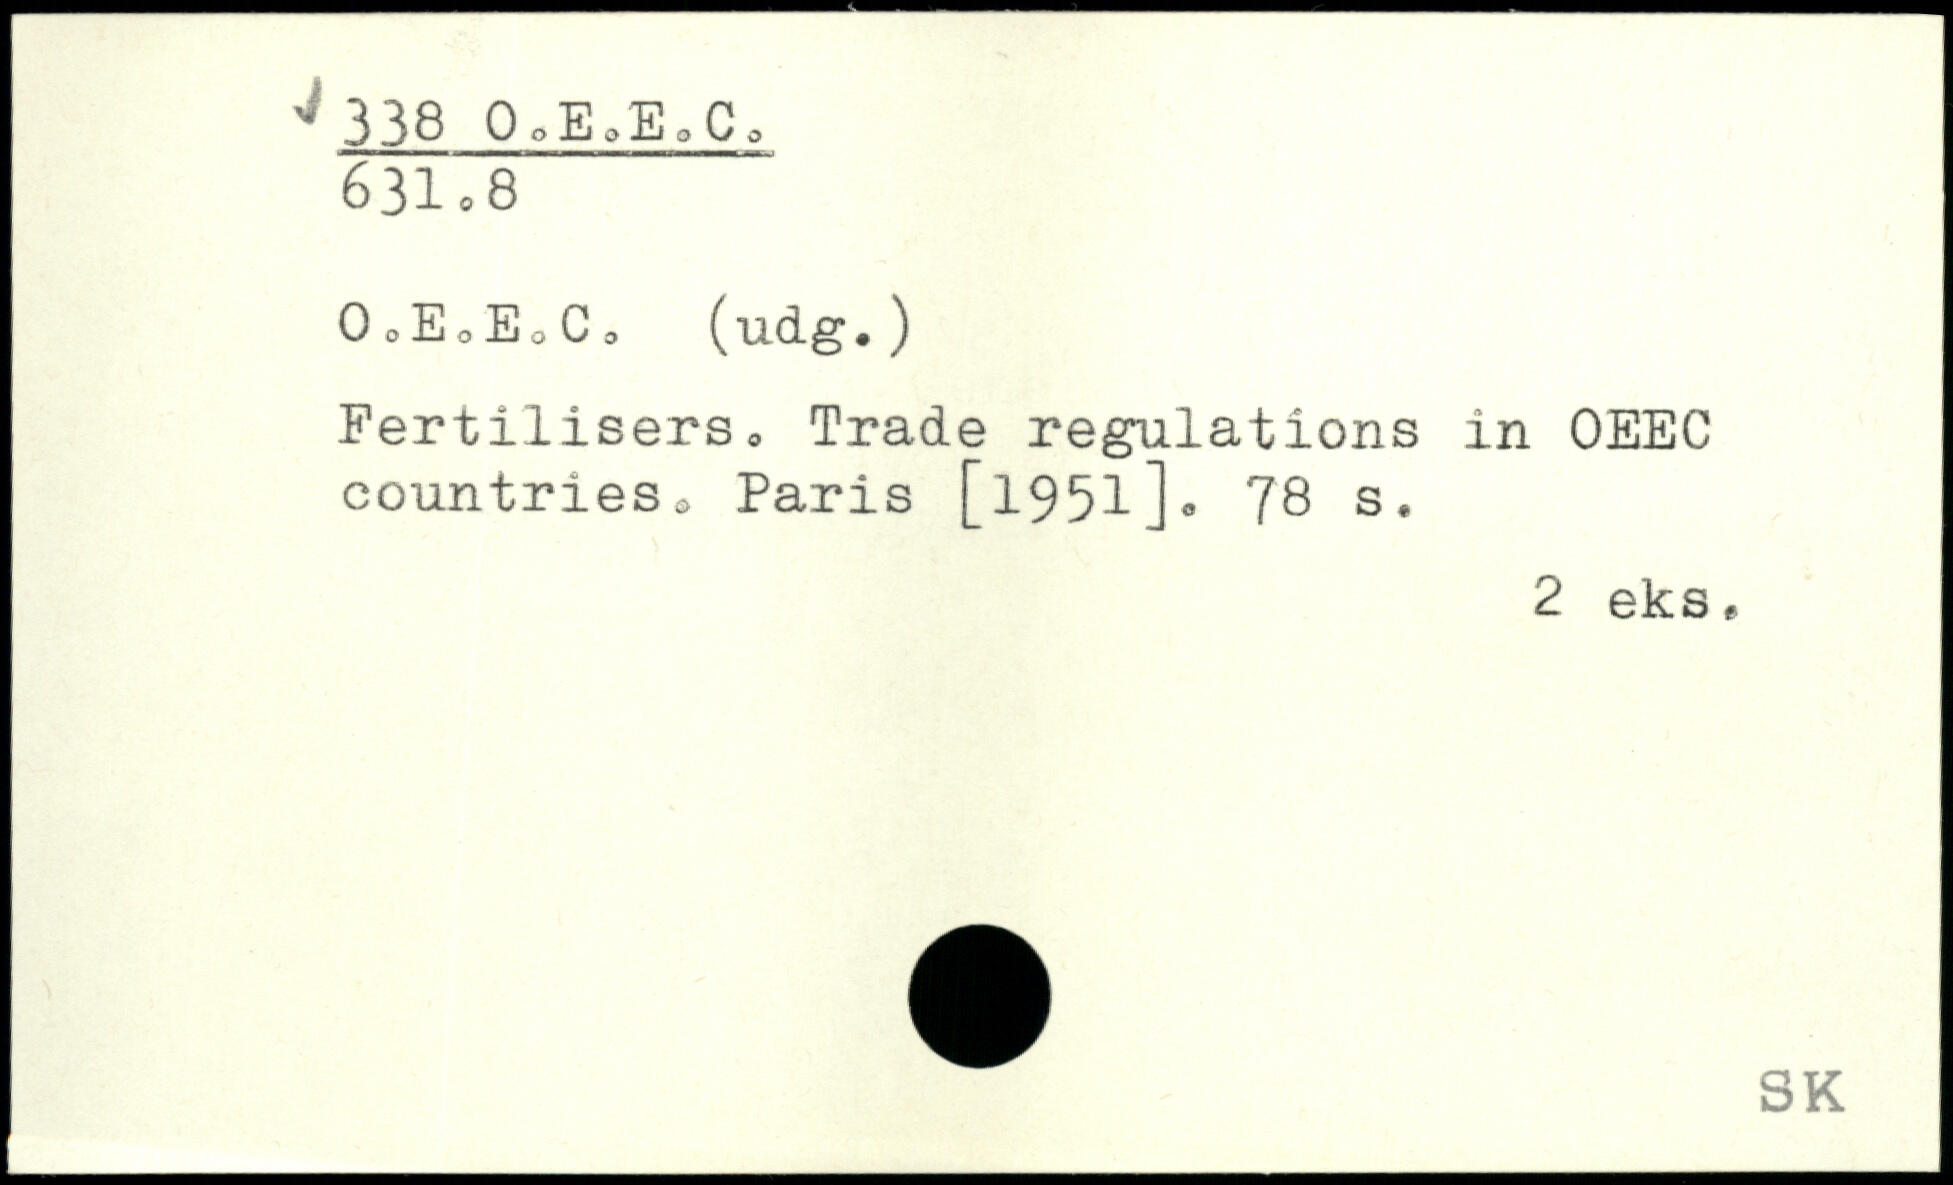 338 O.E.E.C.
631.8
O.E.E.C. (udg.)
Fertilisers. Trade regulations in OEEC
countries. Paris [1951]. 78 s.
2 eks.
SK